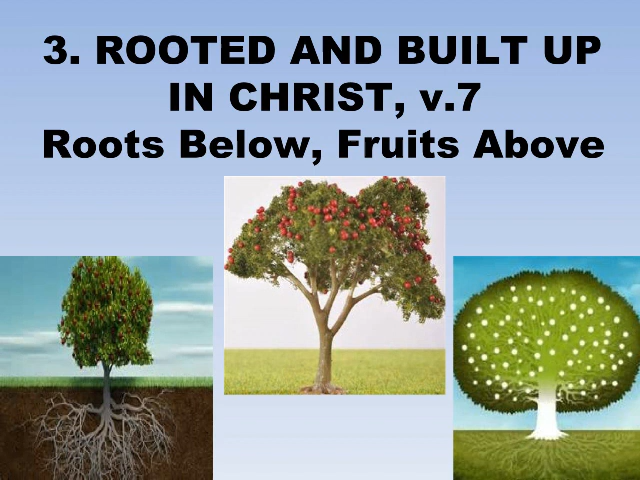 3. ROOTED AND BUILT UP
IN CHRIST, v.7
Roots Below, Fruits Above